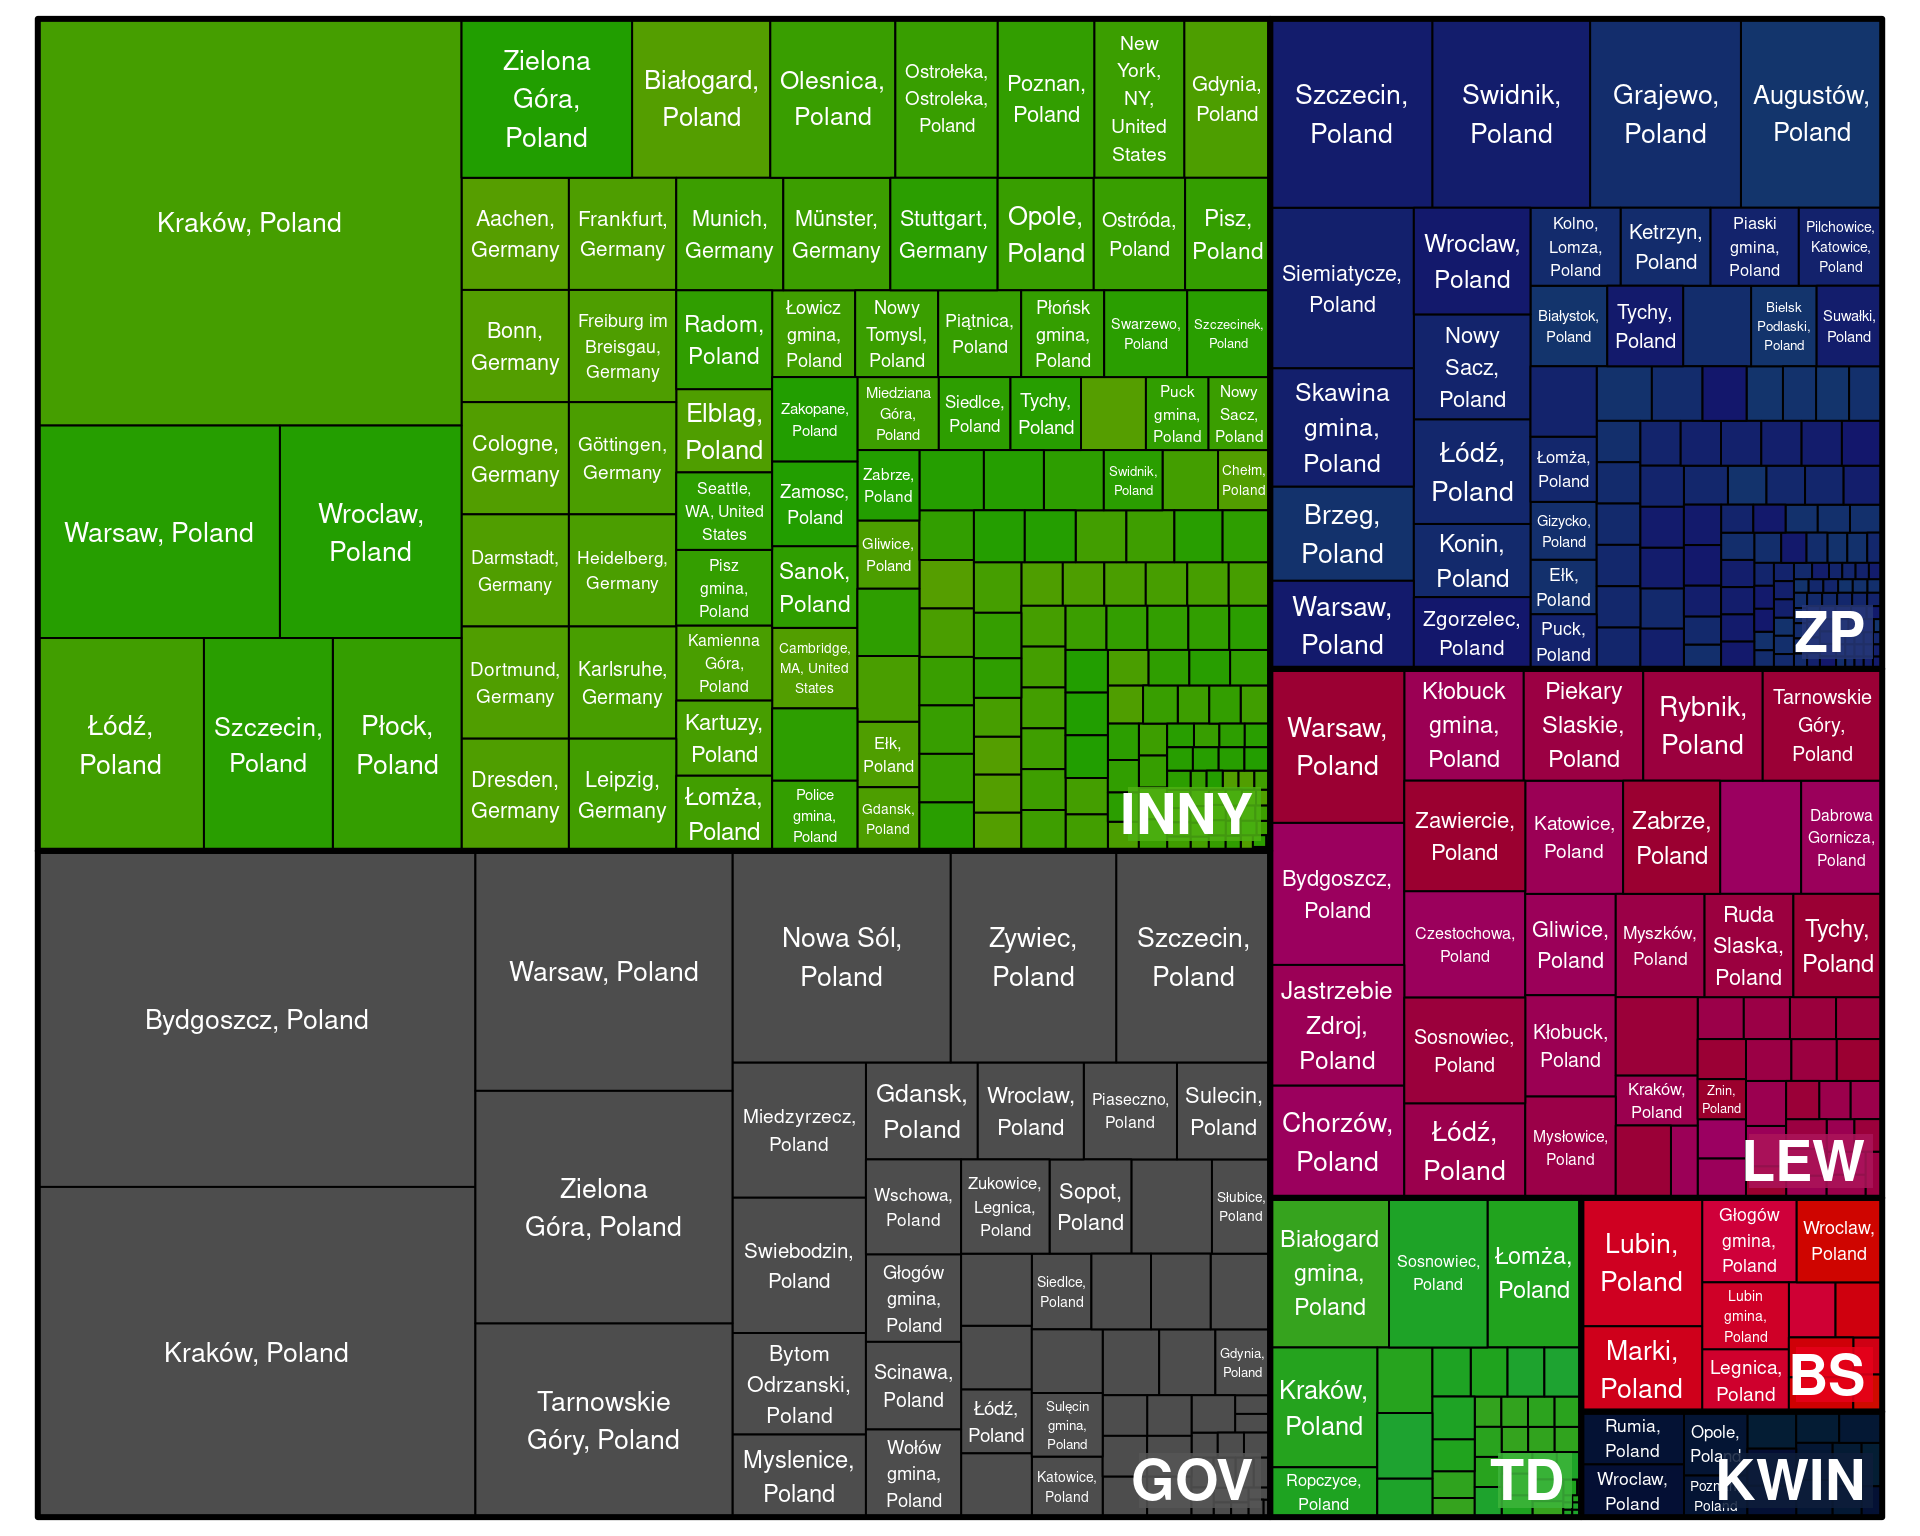 Kraków, Poland
Warsaw, Poland
Wroclaw,
Poland
Łódź,
Poland
Szczecin,
Poland
Płock,
Poland
Zielona
Góra,
Poland
Białogard,
Poland
Olesnica,
Poland
Ostrołeka,
Ostroleka,
Poland
Poznan,
Poland
New
York,
NY,
United
States
Gdynia,
Poland
Aachen,
Germany
Frankfurt,
Germany
Munich,
Germany
Münster,
Germany
Stuttgart,
Germany
Opole,
Poland
Ostróda,
Poland
Pisz,
Poland
Bonn,
Germany
Freiburg im
Breisgau,
Germany
Cologne,
Germany
Göttingen,
Germany
Darmstadt,
Germany
Heidelberg,
Germany
Dortmund,
Germany
Karlsruhe,
Germany
Dresden,
Germany
Leipzig,
Germany
Radom,
Poland
Elblag,
Poland
Seattle,
WA, United
States
Pisz
gmina,
Poland
Kamienna
Góra,
Poland
Kartuzy,
Poland
Łomża,
Poland
Łowicz
gmina,
Poland
Nowy
Tomysl,
Poland
Piątnica,
Poland
Płońsk
gmina,
Poland
Swarzewo,
Poland
Szczecinek,
Poland
Zakopane,
Poland
Zamosc,
Poland
Sanok,
Poland
Cambridge,
MA, United
States
Police
gmina,
Poland
Miedziana
Góra,
Poland
Siedlce,
Poland
Tychy,
Poland
Puck
gmina,
Poland
Nowy
Sacz,
Poland
Zabrze,
Poland
Swidnik,
Poland
Chełm,
Poland
Gliwice,
Poland
Ełk,
Poland
Gdansk,
Poland
INNY
Szczecin,
Poland
Swidnik,
Poland
Grajewo,
Poland
Augustów,
Poland
Siemiatycze,
Poland
Skawina
gmina,
Poland
Brzeg,
Poland
Warsaw,
Poland
Wroclaw,
Poland
Nowy
Sacz,
Poland
Łódź,
Poland
Konin,
Poland
Zgorzelec,
Poland
Kolno,
Lomza,
Poland
Ketrzyn,
Poland
Piaski
gmina,
Poland
Pilchowice,
Katowice,
Poland
Białystok,
Poland
Tychy,
Poland
Bielsk
Podlaski,
Poland
Suwałki,
Poland
Łomża,
Poland
Gizycko,
Poland
Ełk,
Poland
Puck,
Poland
ZP
Bydgoszcz, Poland
Kraków, Poland
Warsaw, Poland
Zielona
Góra, Poland
Tarnowskie
Góry, Poland
Nowa Sól,
Poland
Zywiec,
Poland
Szczecin,
Poland
Miedzyrzecz,
Poland
Swiebodzin,
Poland
Bytom
Odrzanski,
Poland
Myslenice,
Poland
Gdansk,
Poland
Wroclaw,
Poland
Piaseczno,
Poland
Sulecin,
Poland
Wschowa,
Poland
Głogów
gmina,
Poland
Scinawa,
Poland
Wołów
gmina,
Poland
Zukowice,
Legnica,
Poland
Sopot,
Poland
Słubice,
Poland
Siedlce,
Poland
Gdynia,
Poland
Łódź,
Poland
Sulęcin
gmina,
Poland
Katowice,
Poland
GOV
Warsaw,
Poland
Bydgoszcz,
Poland
Jastrzebie
Zdroj,
Poland
Chorzów,
Poland
Kłobuck
gmina,
Poland
Piekary
Slaskie,
Poland
Rybnik,
Poland
Tarnowskie
Góry,
Poland
Zawiercie,
Poland
Katowice,
Poland
Zabrze,
Poland
Dabrowa
Gornicza,
Poland
Czestochowa,
Poland
Gliwice,
Poland
Myszków,
Poland
Ruda
Slaska,
Poland
Tychy,
Poland
Sosnowiec,
Poland
Kłobuck,
Poland
Łódź,
Poland
Mysłowice,
Poland
Kraków,
Poland
Znin,
Poland
LEW
Białogard
gmina,
Poland
Sosnowiec,
Poland
Łomża,
Poland
Kraków,
Poland
Ropczyce,
Poland
TD
Lubin,
Poland
Marki,
Poland
Głogów
gmina,
Poland
Wroclaw,
Poland
Lubin
gmina,
Poland
Legnica,
Poland
BS
Rumia,
Poland
Wroclaw,
Poland
Opole,
Poland
Poland
KWIN